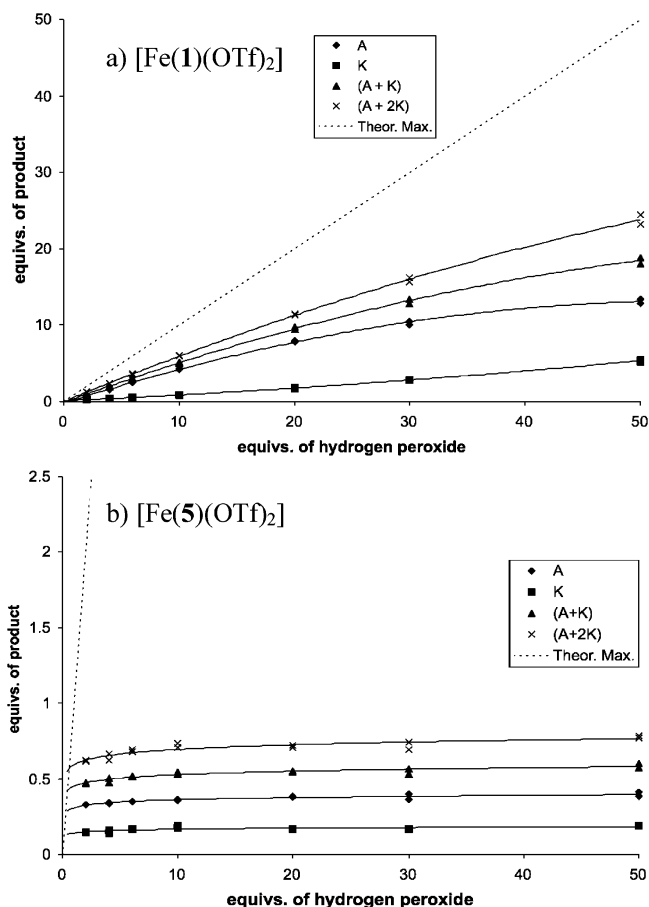 50
a) [Fe(1)(OTf)2]
A
K
(A + K)
(A + 2K)
Theor. Max.
40
30
20
10
0
equivs. of product
0 10 20 30 40 50
equivs. of hydrogen peroxide
2.5
b) [Fe(5)(OTf)2]
2
A
K
(A+K)
(A+2K)
Theor. Max.
1.5
1
0.5
0
equivs. of product
0 10 20 30 40 50
equivs. of hydrogen peroxide